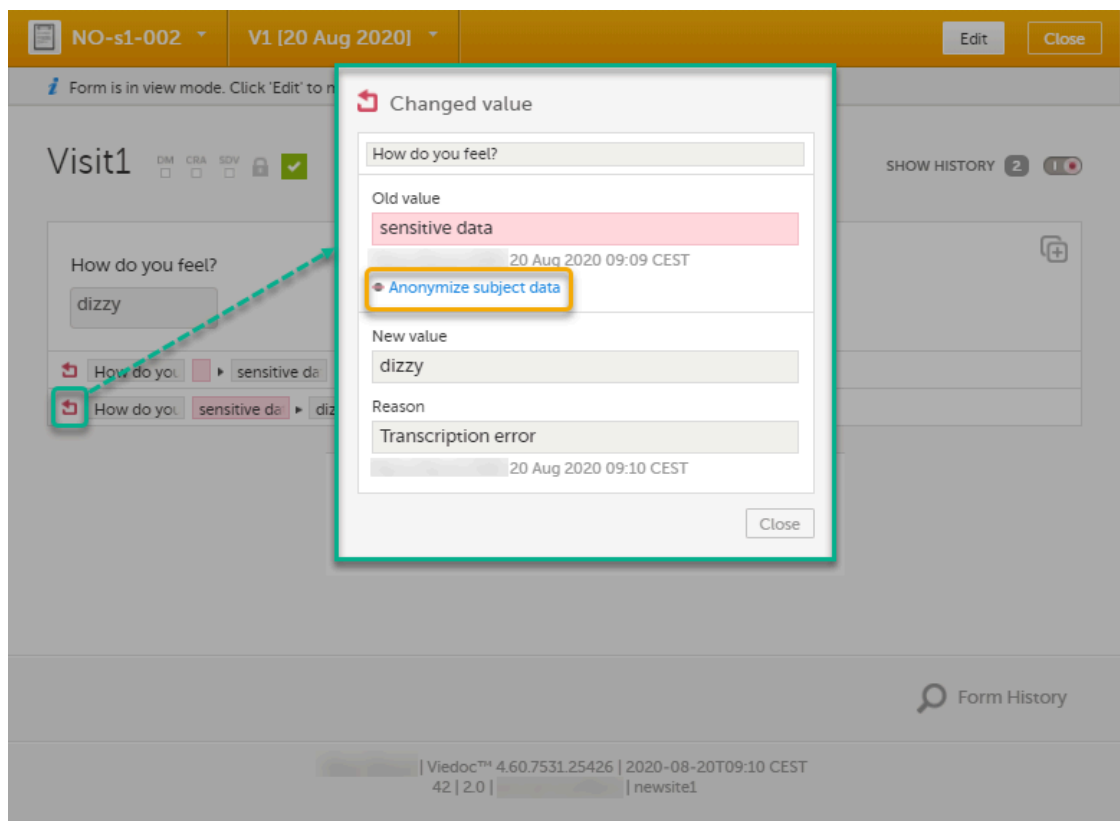 NO-s1-002 V1 [20 Aug 2020] Edit Close
i Form is in view mode. Click 'Edit' to
Visit1 DM CRA SDV SHOW HISTORY 2
How do you feel?
dizzy
How do you sensitive da
How do you sensitive da diz
Changed value
How do you feel?
Old value
sensitive data
20 Aug 2020 09:09 CEST
Anonymize subject data
New value
dizzy
Reason
Transcription error
20 Aug 2020 09:10 CEST
Close
Form History
| Viedoc™ 4.60.7531.25426 | 2020-08-20T09:10 CEST
42 | 2.0 | | newsite1